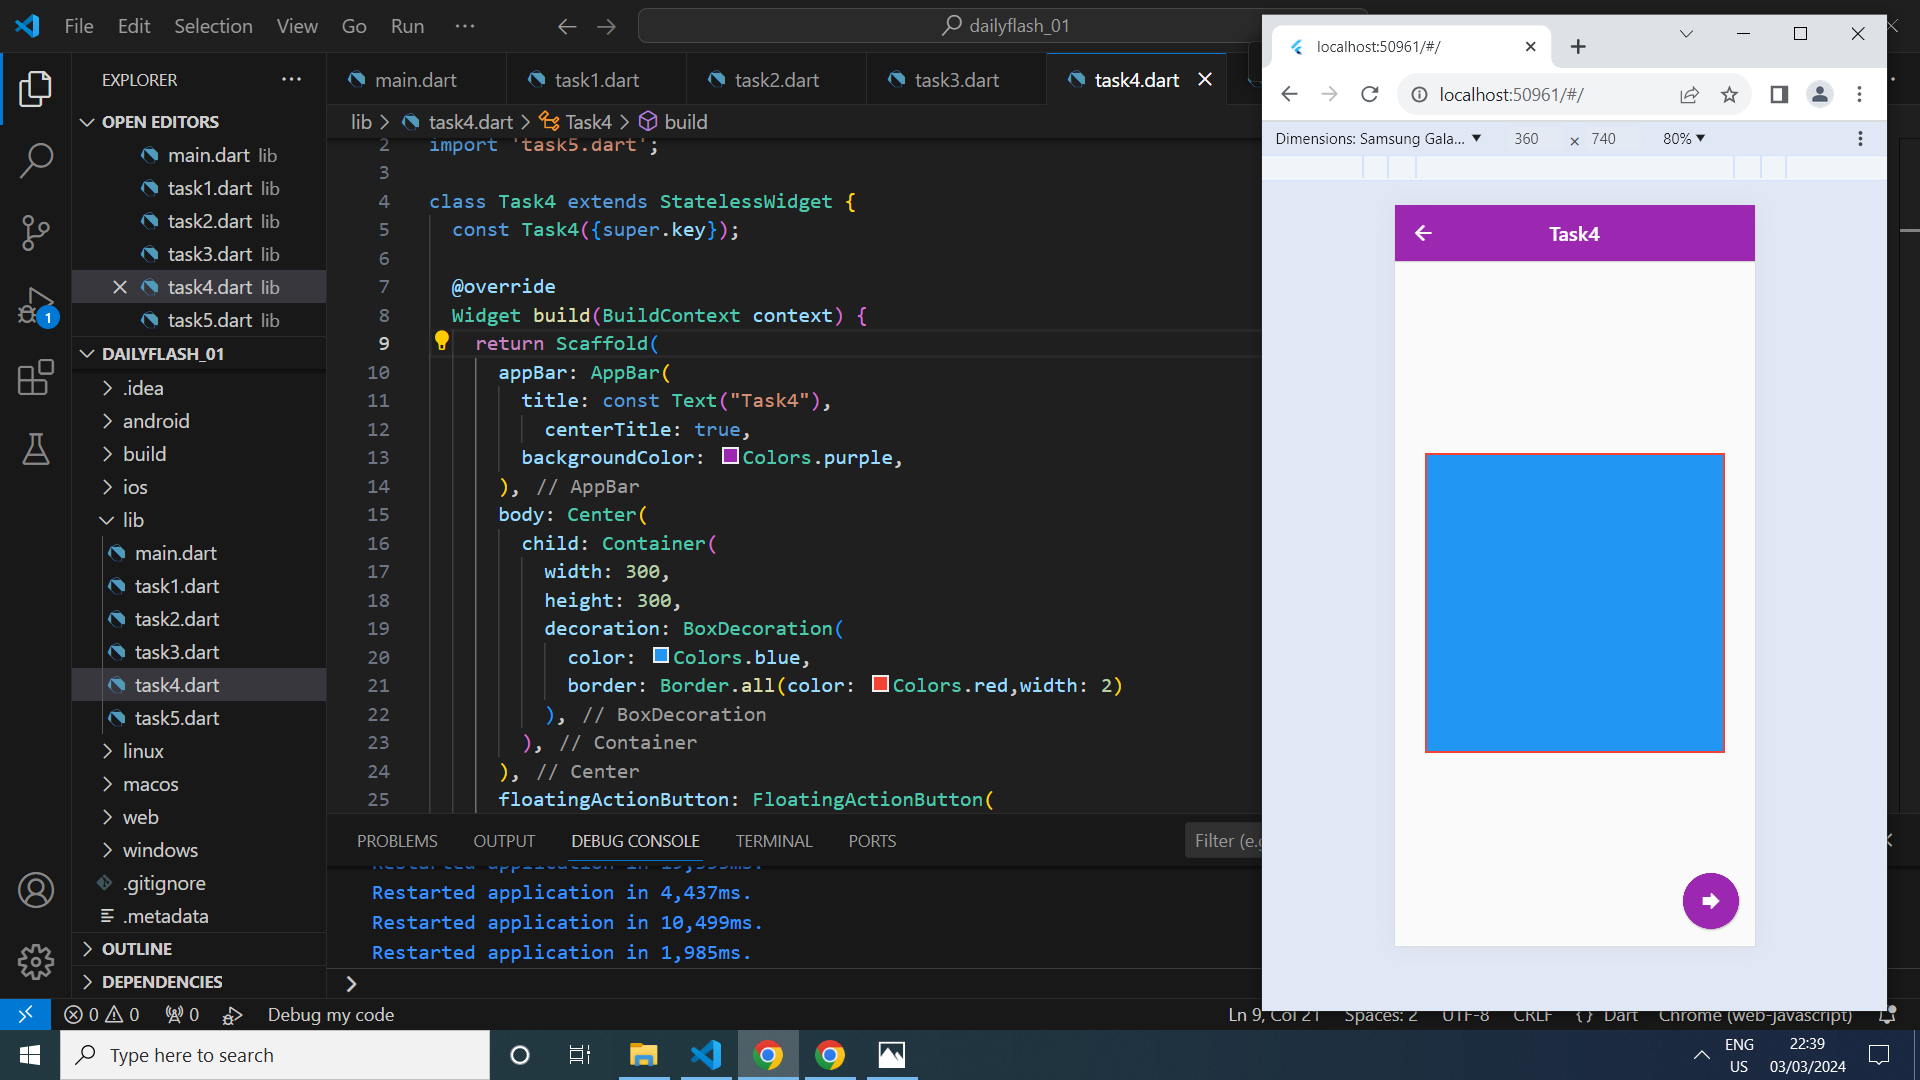 File Edit Selection View Go Run ··· dailyflash_01
EXPLORER
OPEN EDITORS
main.dart lib
task1.dart lib
task2.dart lib
task3.dart lib
task4.dart lib
task5.dart lib
DAILYFLASH_01
.idea
android
build
ios
lib
main.dart
task1.dart
task2.dart
task3.dart
task4.dart
task5.dart
linux
macos
web
windows
.gitignore
.metadata
OUTLINE
DEPENDENCIES
main.dart task1.dart task2.dart task3.dart task4.dart
lib > task4.dart > Task4 > build
2 import 'task5.dart';
3
4 class Task4 extends StatelessWidget {
5 const Task4({super.key});
6
7 @override
8 Widget build(BuildContext context) {
9 return Scaffold(
10 appBar: AppBar(
11 title: const Text("Task4"),
12 centerTitle: true,
13 backgroundColor: Colors.purple,
14 ), // AppBar
15 body: Center(
16 child: Container(
17 width: 300,
18 height: 300,
19 decoration: BoxDecoration(
20 color: Colors.blue,
21 border: Border.all(color: Colors.red,width: 2)
22 ), // BoxDecoration
23 ), // Container
24 ), // Center
25 floatingActionButton: FloatingActionButton(
PROBLEMS OUTPUT DEBUG CONSOLE TERMINAL PORTS Filter (e.g
Restarted application in 4,437ms.
Restarted application in 10,499ms.
Restarted application in 1,985ms.
localhost:50961/#/
localhost:50961/#/
Dimensions: Samsung Gala... 360 × 740 80%
Task4
1
0 0 0 Debug my code Ln 9, Col 21 Spaces: 2 UTF-8 CRLF {} Dart Chrome (web-javascript)
Type here to search
ENG
US
22:39
03/03/2024